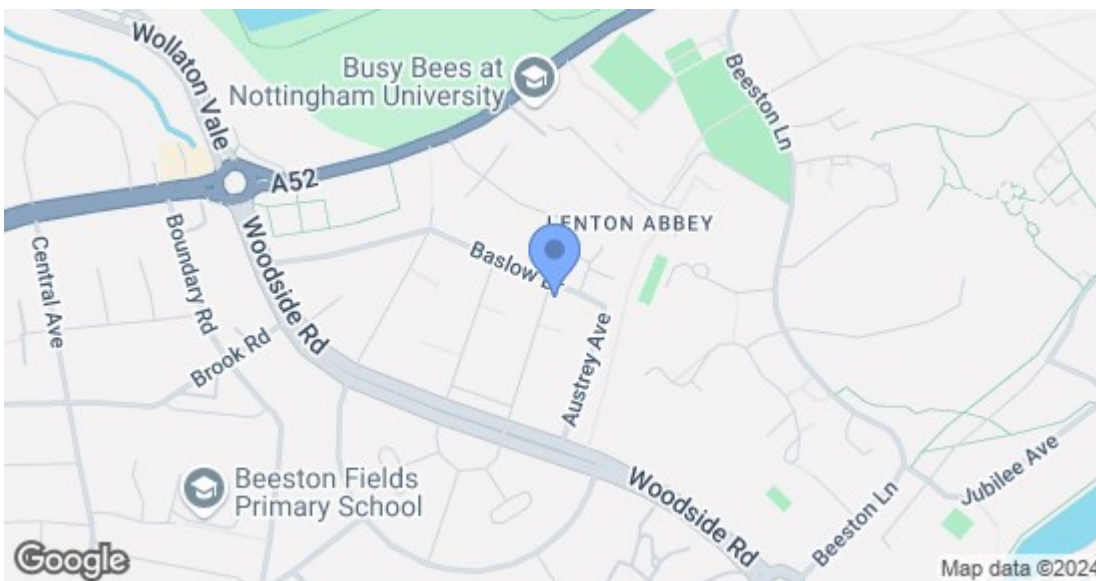 Wollaton Vale
Busy Bees at
Nottingham University
Beeston Ln
A52
LENTON ABBEY
Central Ave
Boundary Rd
Woodside Rd
Baslow
Brook Rd
Austrey Ave
Beeston Fields
Primary School
Woodside Rd
Beeston Ln
Jubilee Ave
Google
Map data ©2024